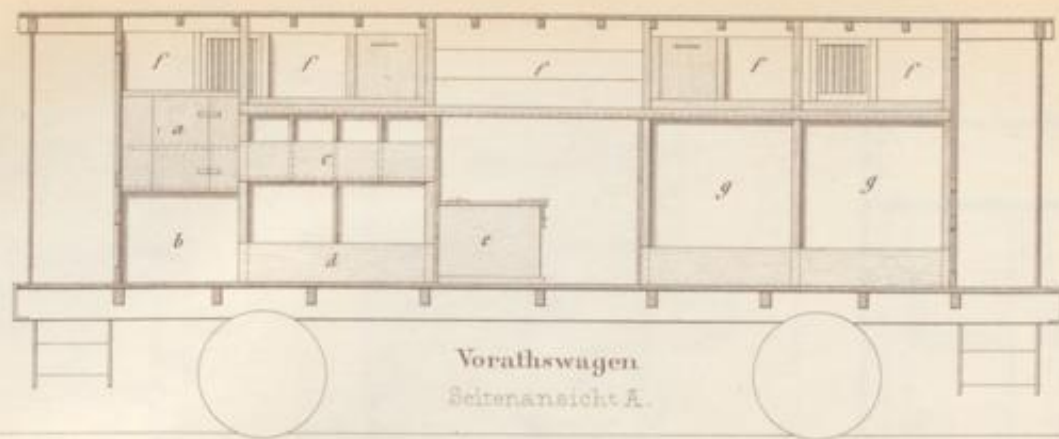 f f f f f
a
c
g g
b
e
d
Vorathswagen
Seitenansicht A.